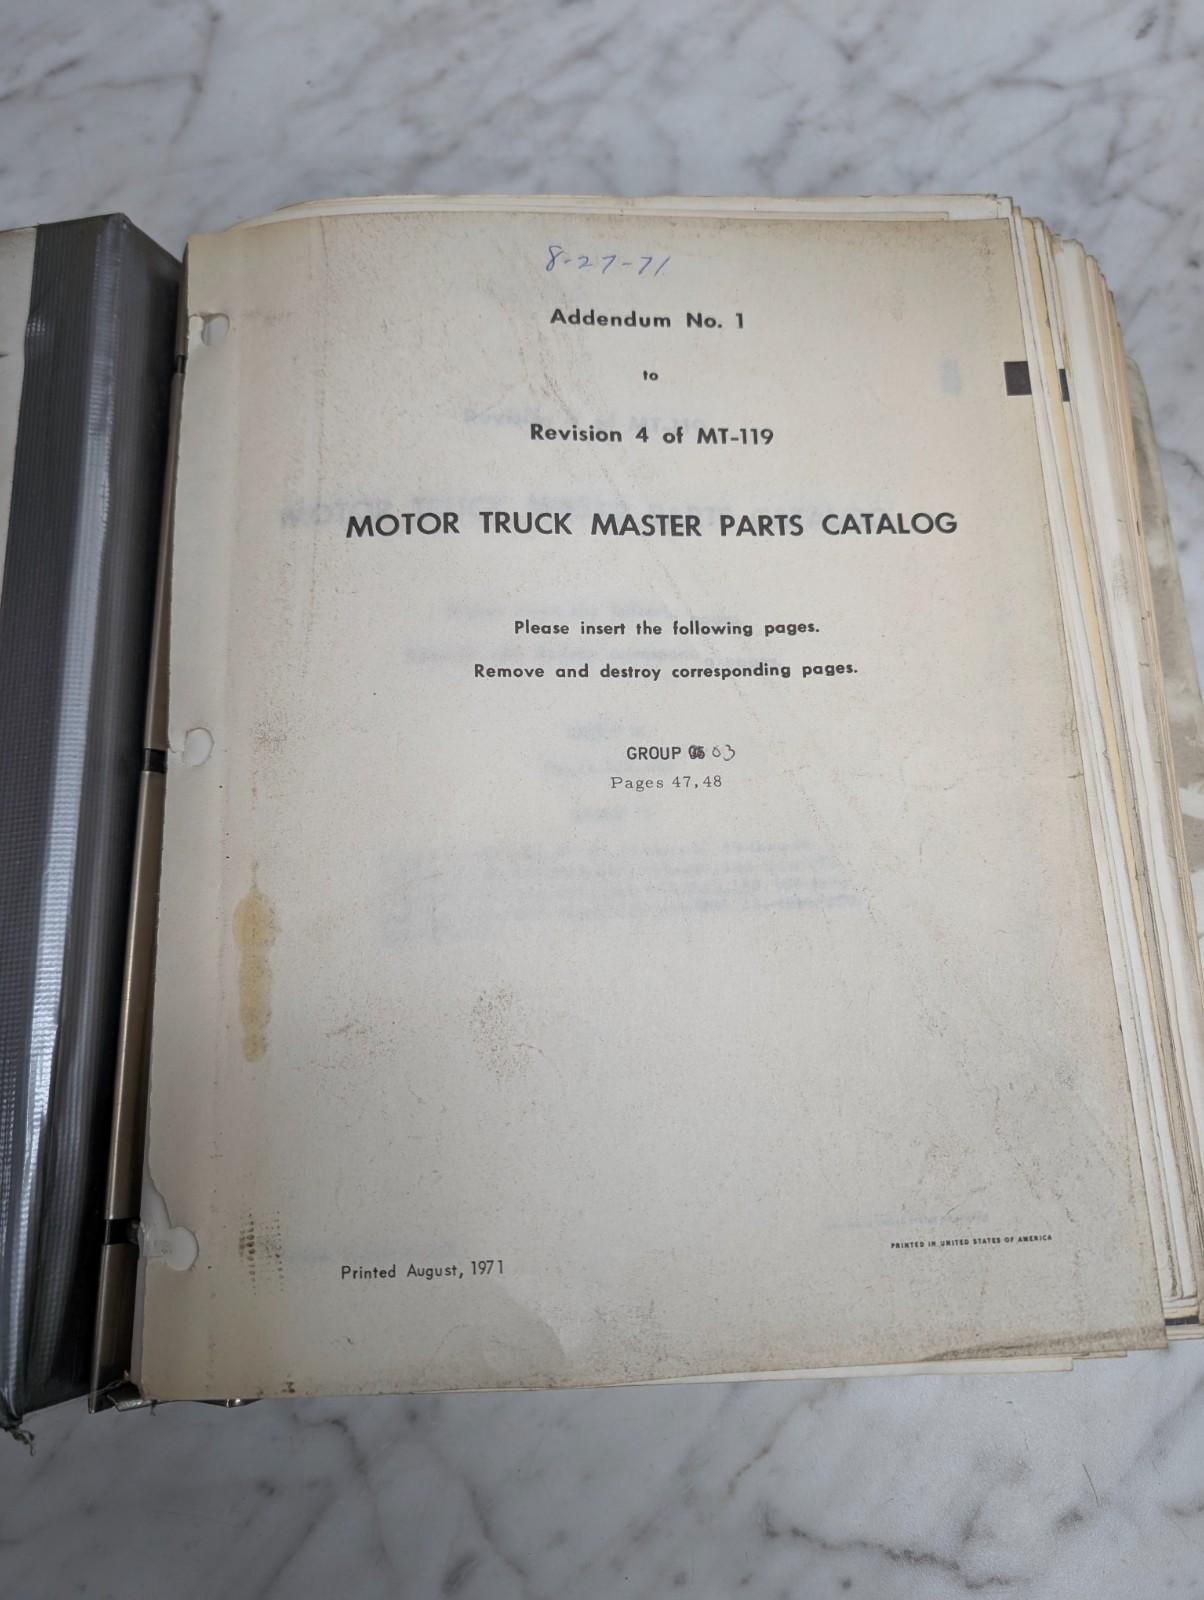 8-27-71
Addendum No. 1
to
Revision 4 of MT-119
MOTOR TRUCK MASTER PARTS CATALOG
Please insert the following pages.
Remove and destroy corresponding pages.
GROUP 03
Pages 47,48
PRINTED IN UNITED STATES OF AMERICA
Printed August, 1971